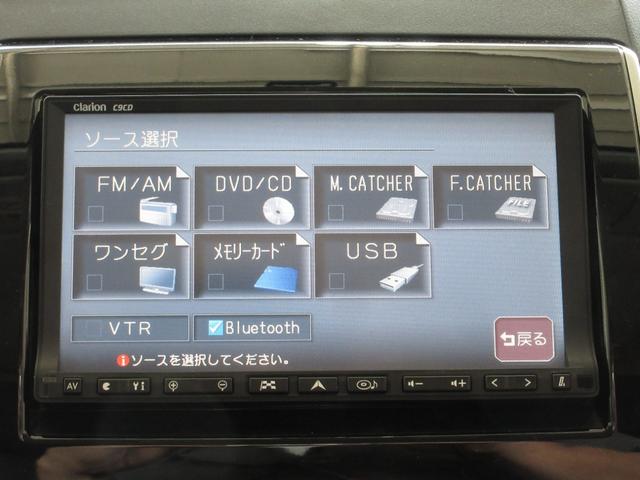 Clarion C9CD
ソース選択
FM/AM
DVD/CD
M.CATCHER
F.CATCHER
FILE
ワンセグ
ﾒﾓﾘｰｶｰﾄﾞ
USB
VTR
Bluetooth
戻る
ソースを選択してください。
AV